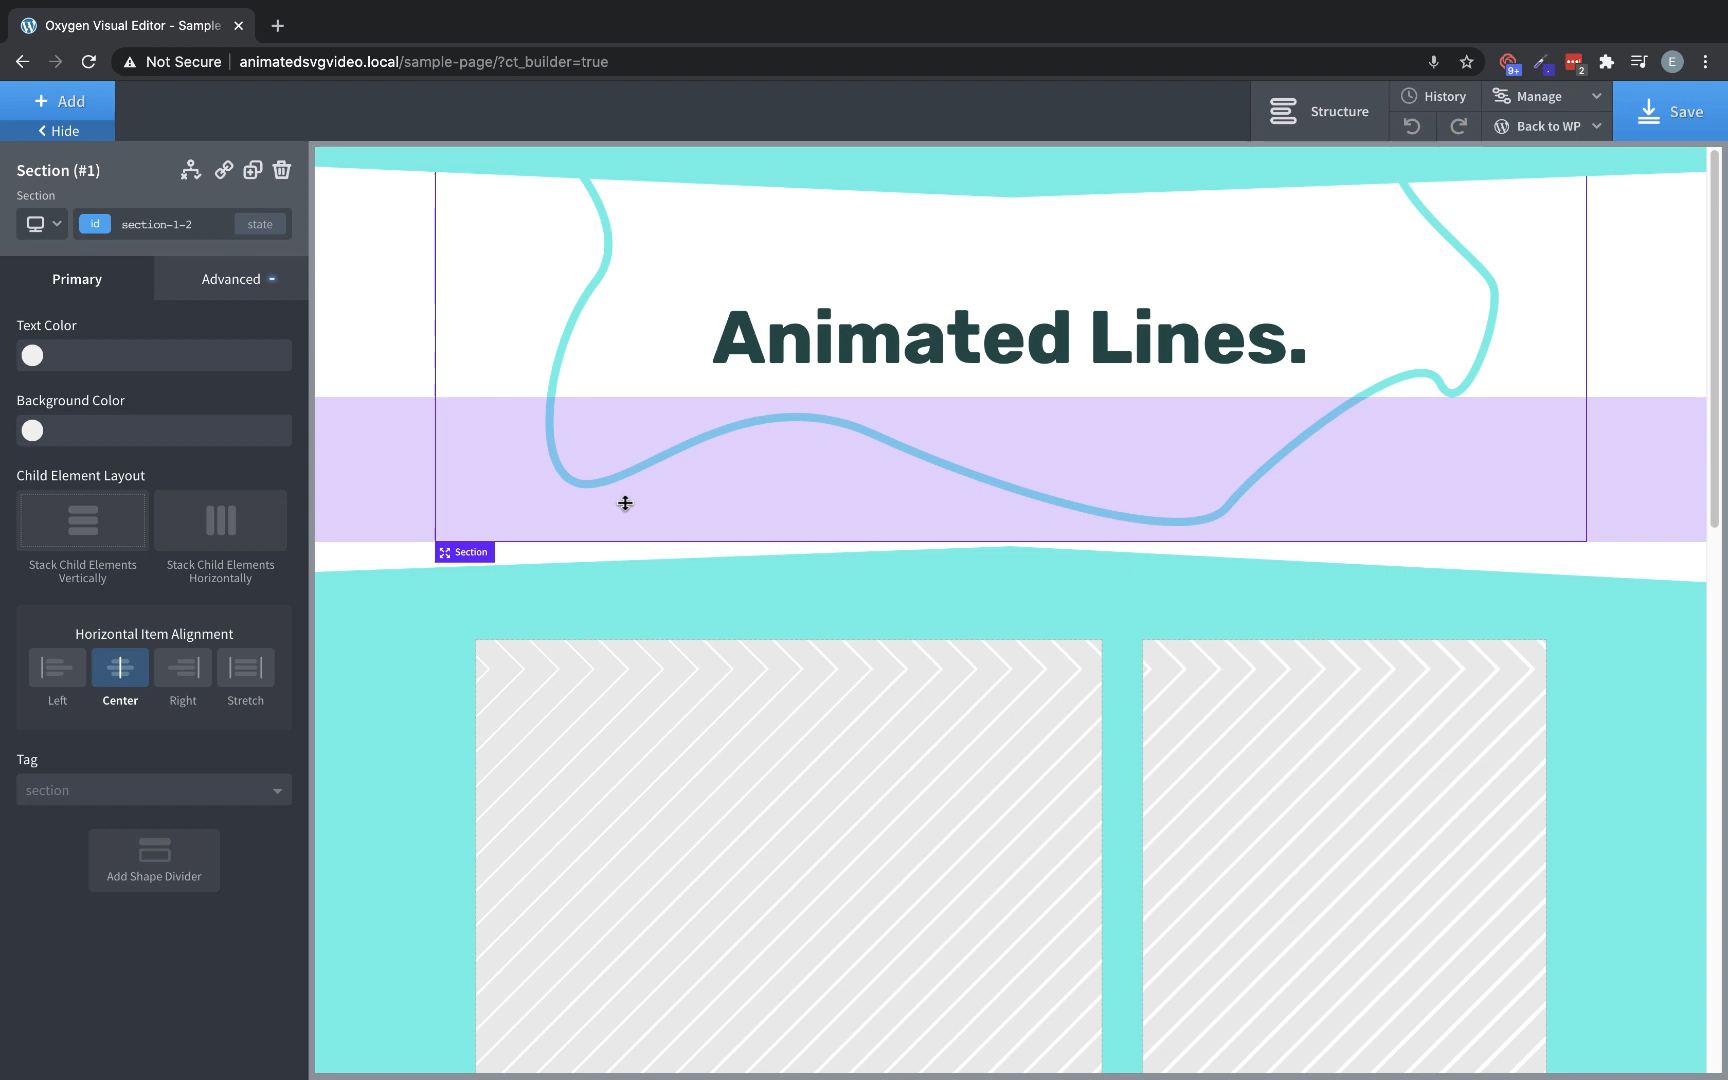 Oxygen Visual Editor - Sample
Not Secure
animatedsvgvideo.local/sample-page/?ct_builder=true
9+
2
E
+ Add
Hide
Structure
History
Manage
Back to WP
Save
Section (#1)
Section
id
section-1-2
state
Primary
Advanced
Text Color
Background Color
Child Element Layout
Stack Child Elements
Vertically
Stack Child Elements
Horizontally
Horizontal Item Alignment
Left
Center
Right
Stretch
Tag
section
Add Shape Divider
Animated Lines.
Section